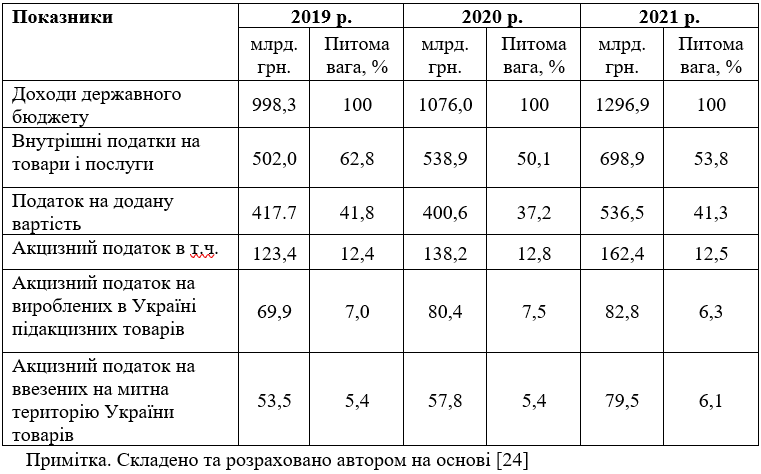 Показники 2019 р. 2020 р. 2021 р.
млрд. Питома млрд. Питома млрд. Питома
грн. вага, % грн. вага, % грн. вага, %
Доходи державного
бюджету 998,3 100 1076,0 100 1296,9 100
Внутрішні податки на
товари і послуги 502,0 62,8 538,9 50,1 698,9 53,8
Податок на додану
вартість 417.7 41,8 400,6 37,2 536,5 41,3
Акцизний податок в т.ч. 123,4 12,4 138,2 12,8 162,4 12,5
Акцизний податок на
вироблених в Україні 69,9 7,0 80,4 7,5 82,8 6,3
підакцизних товарів
Акцизний податок на
ввезених на митна 53,5 5,4 57,8 5,4 79,5 6,1
територію України
товарів
Примітка. Складено та розраховано автором на основі [24]